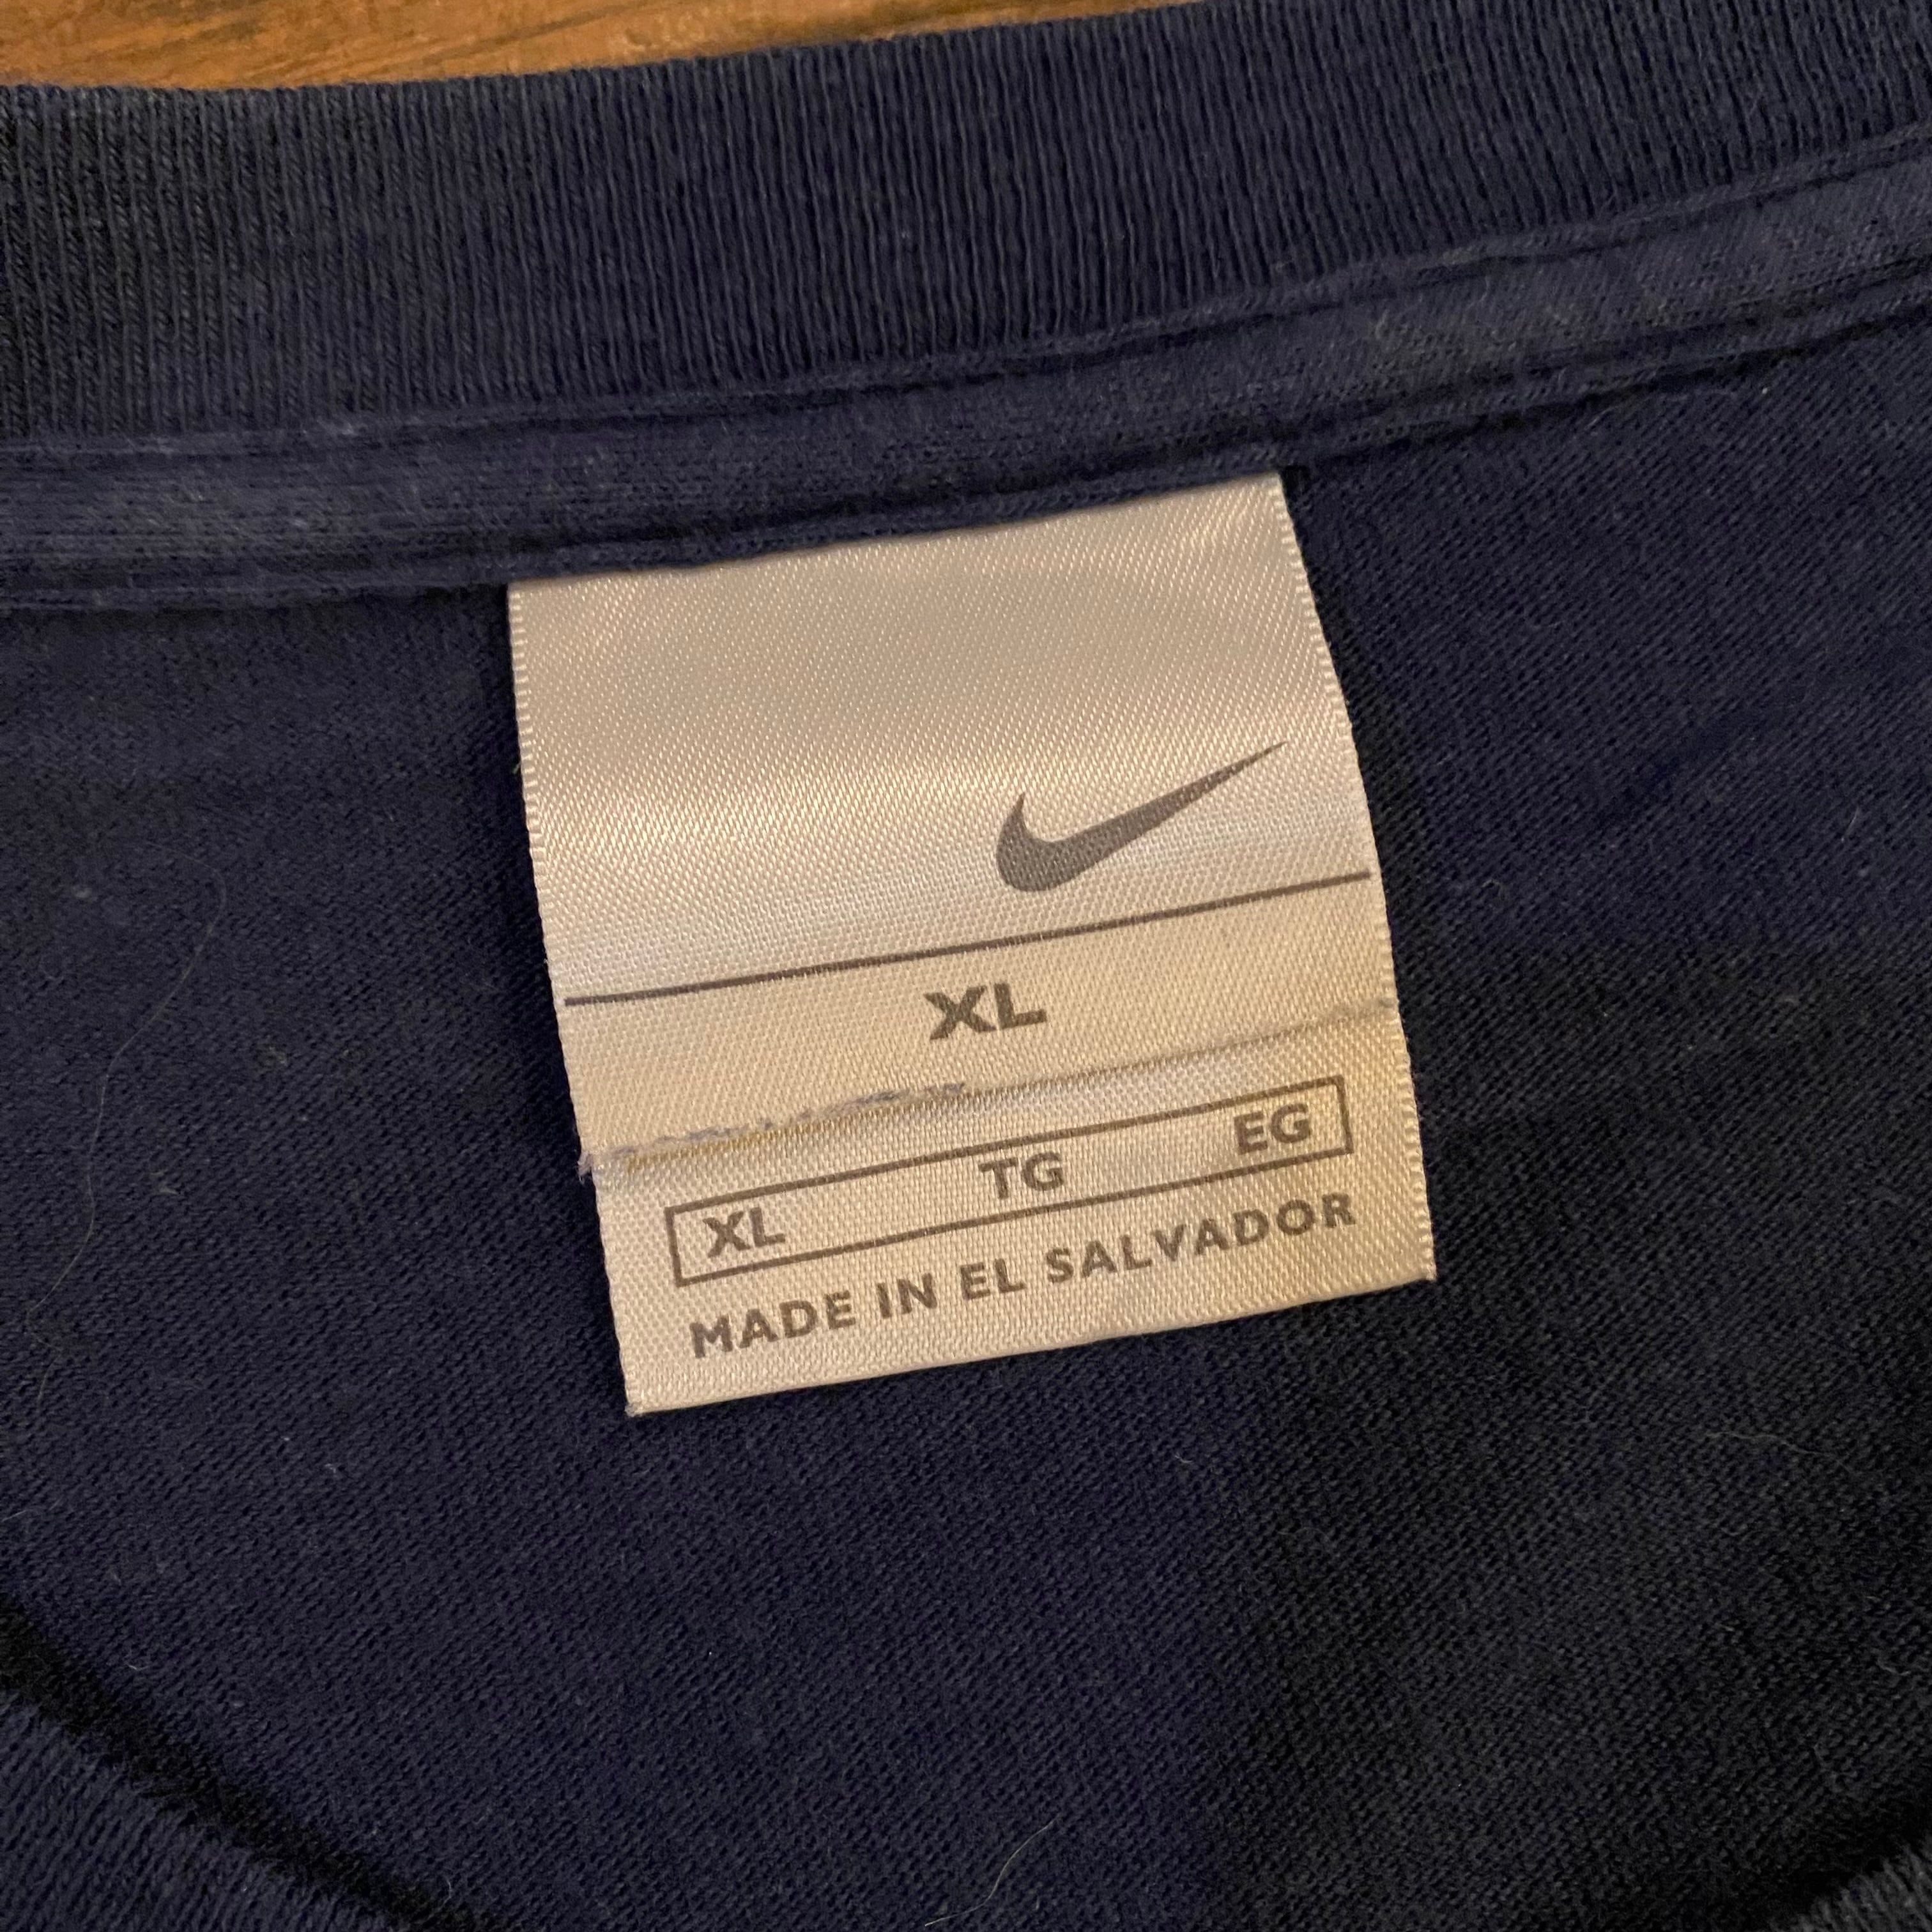 XL
XL TG EG
MADE IN EL SALVADOR